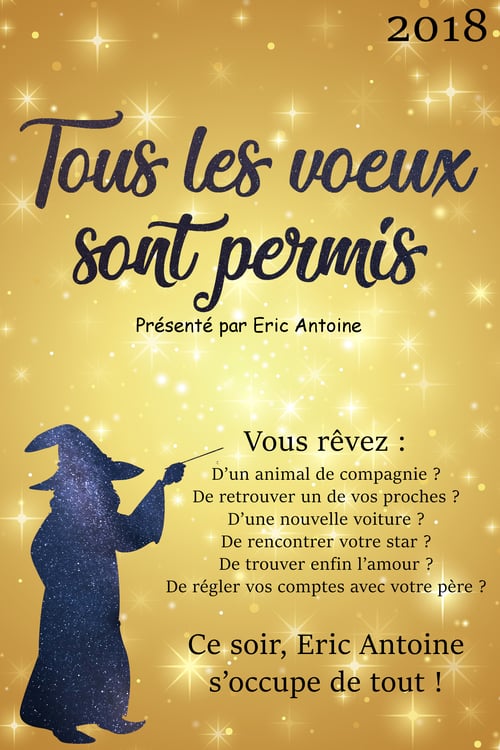 2018
Tous les voeux
sont permis
Présenté par Eric Antoine
Vous rêvez :
D'un animal de compagnie ?
De retrouver un de vos proches ?
D'une nouvelle voiture ?
De rencontrer votre star ?
De trouver enfin l'amour ?
De régler vos comptes avec votre père ?
Ce soir, Eric Antoine
s'occupe de tout !